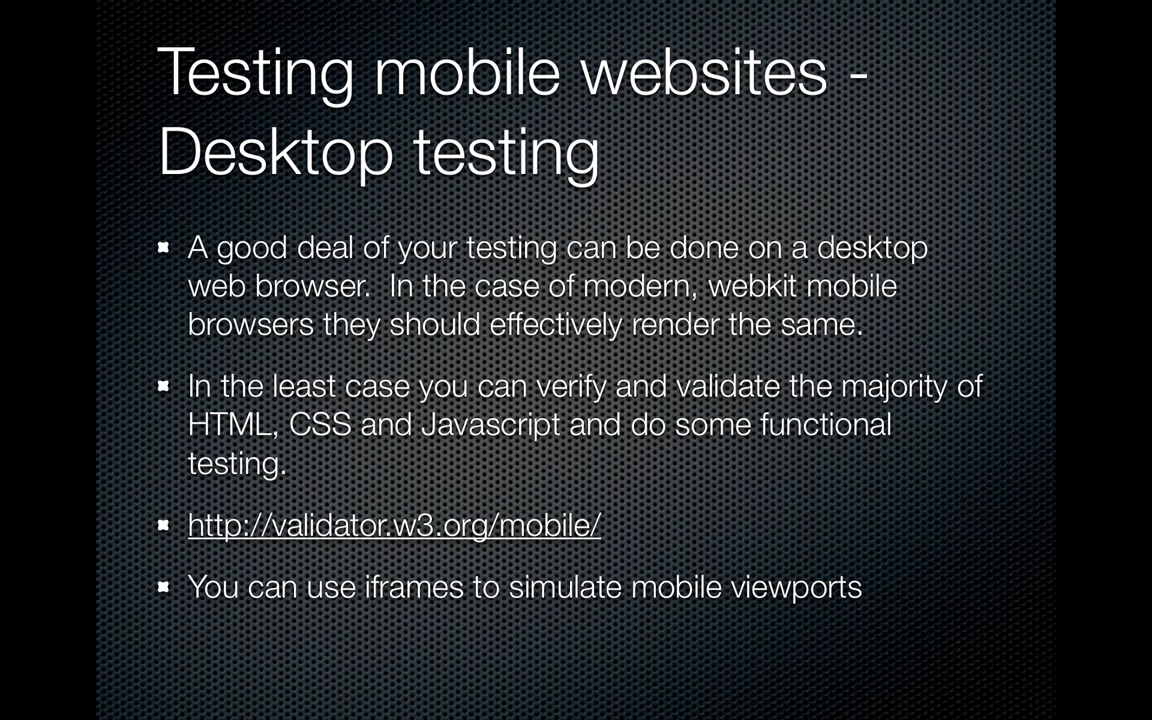 Testing mobile websites -
Desktop testing
A good deal of your testing can be done on a desktop
web browser.  In the case of modern, webkit mobile
browsers they should effectively render the same.
In the least case you can verify and validate the majority of
HTML, CSS and Javascript and do some functional
testing.
http://validator.w3.org/mobile/
You can use iframes to simulate mobile viewports